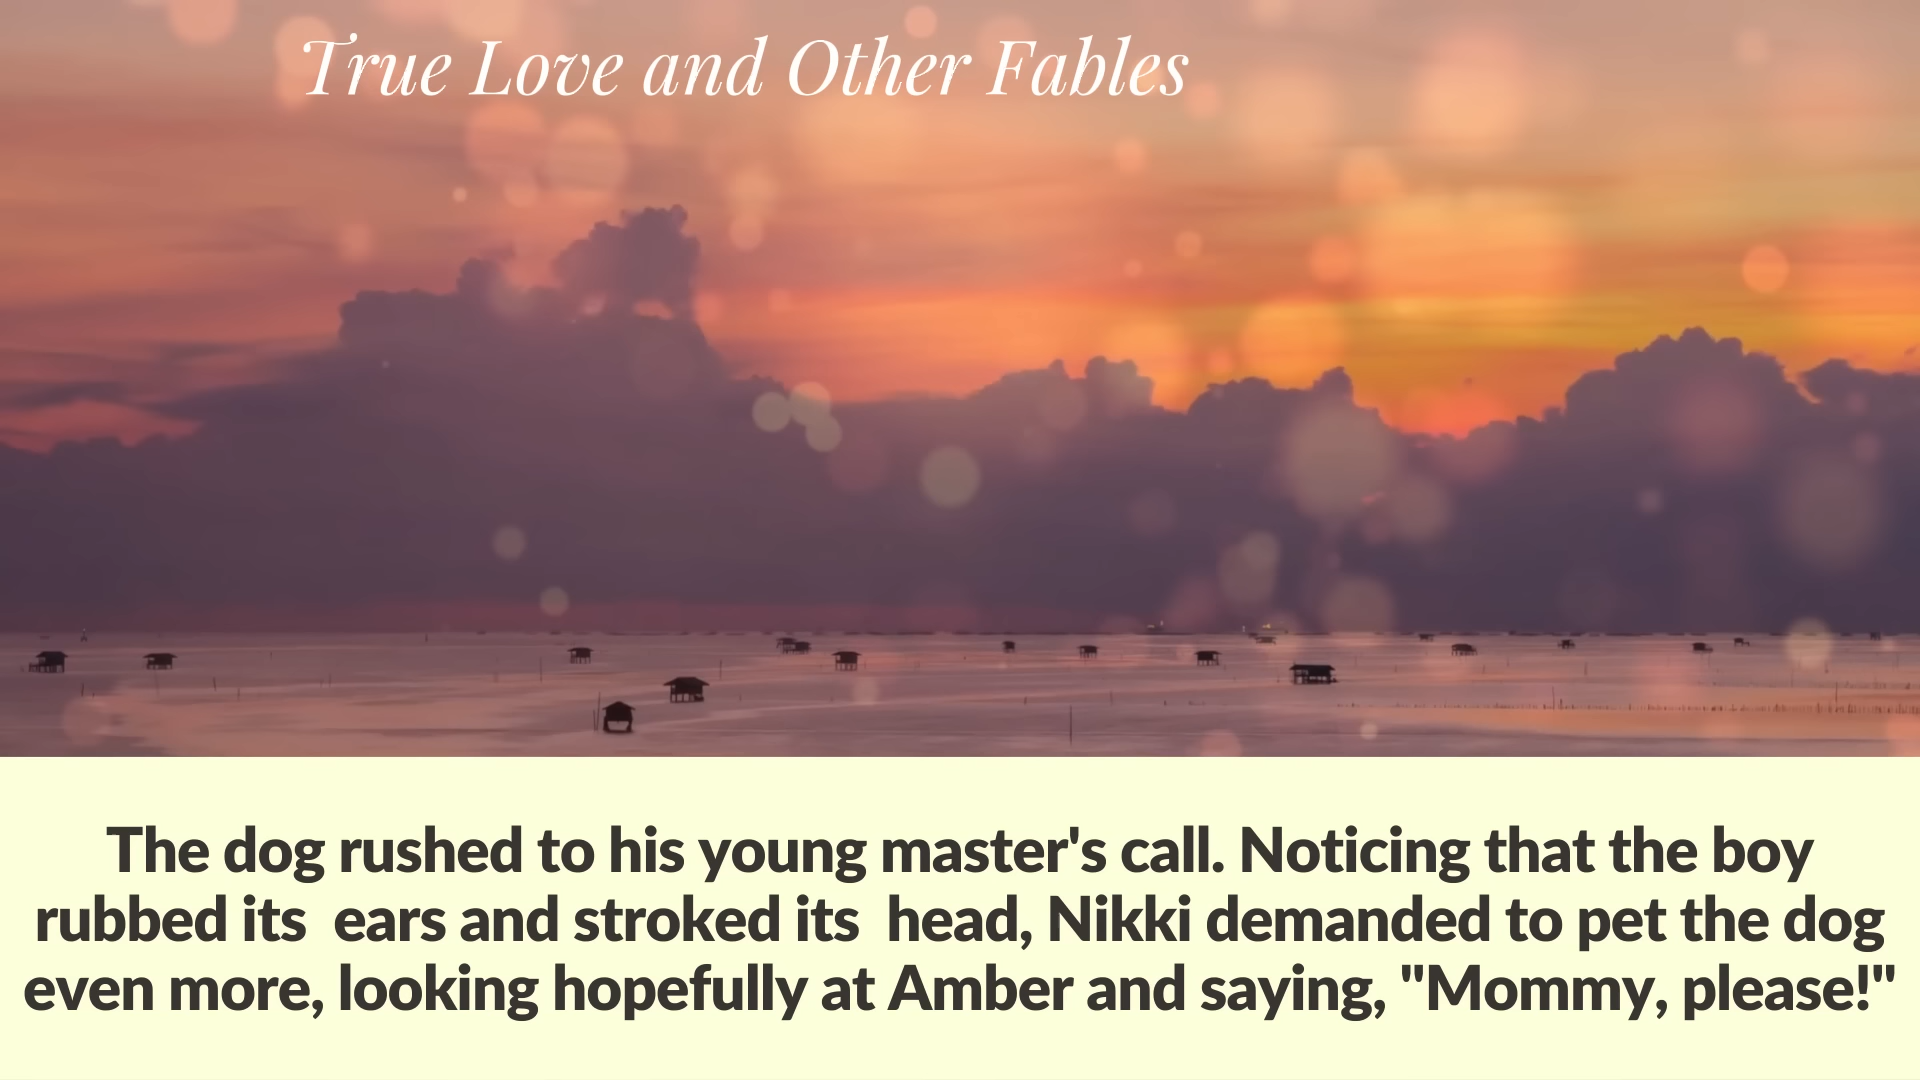 True Love and Other Fables
The dog rushed to his young master's call. Noticing that the boy
rubbed its  ears and stroked its  head, Nikki demanded to pet the dog
even more, looking hopefully at Amber and saying, "Mommy, please!"